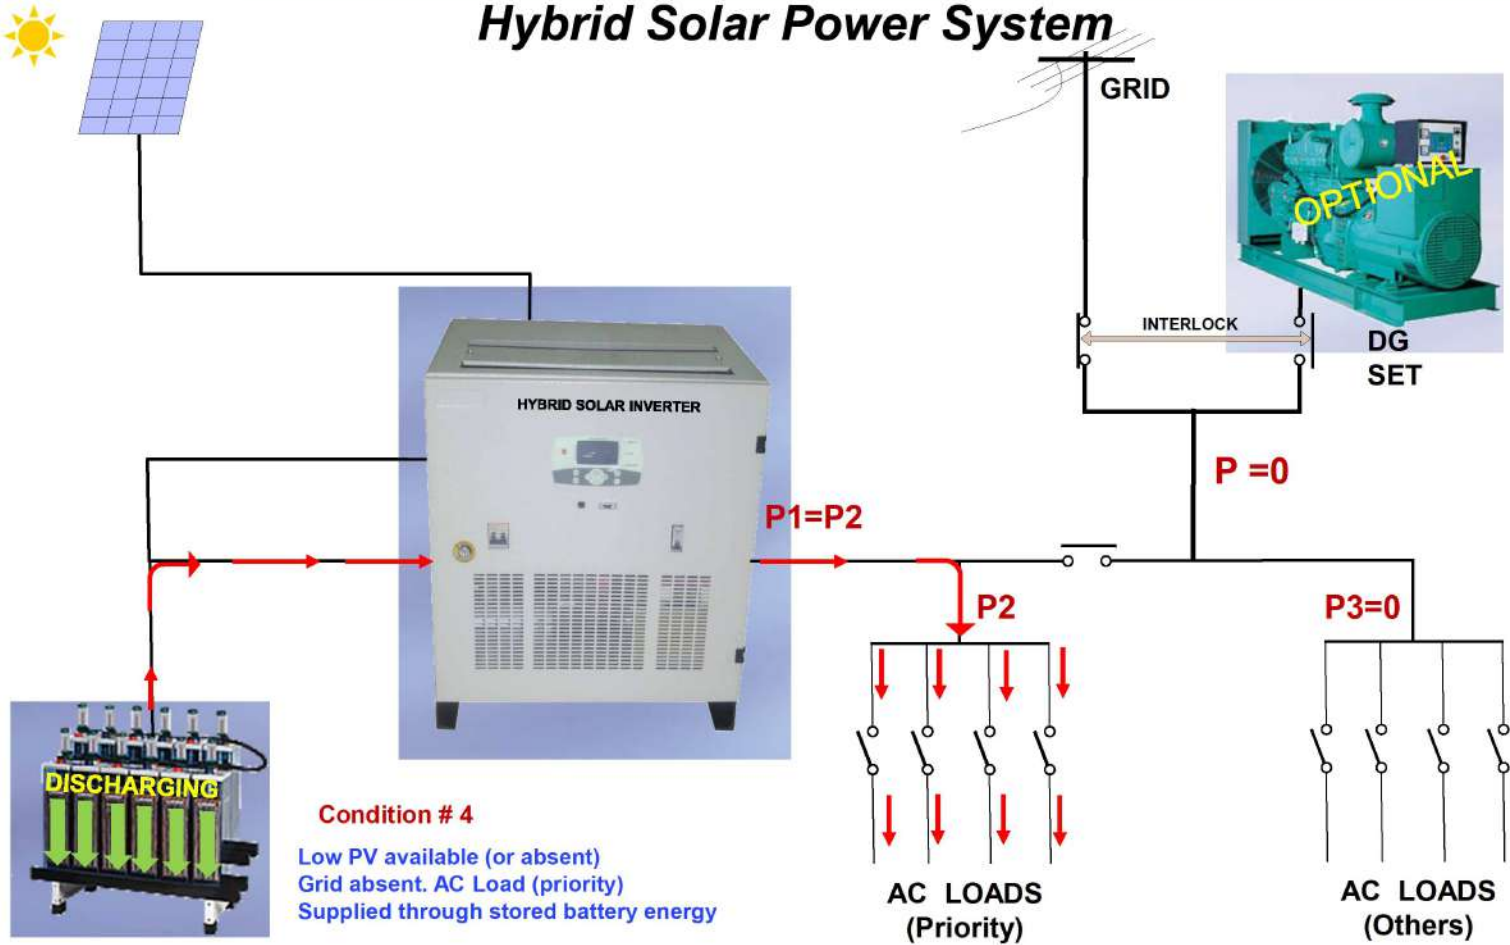 Hybrid Solar Power System
GRID
OPTIONAL
INTERLOCK
DG
SET
HYBRID SOLAR INVERTER
P =0
P1=P2
P2
P3=0
DISCHARGING
Condition # 4
Low PV available (or absent)
Grid absent. AC Load (priority)
Supplied through stored battery energy
AC LOADS
(Priority)
AC LOADS
(Others)